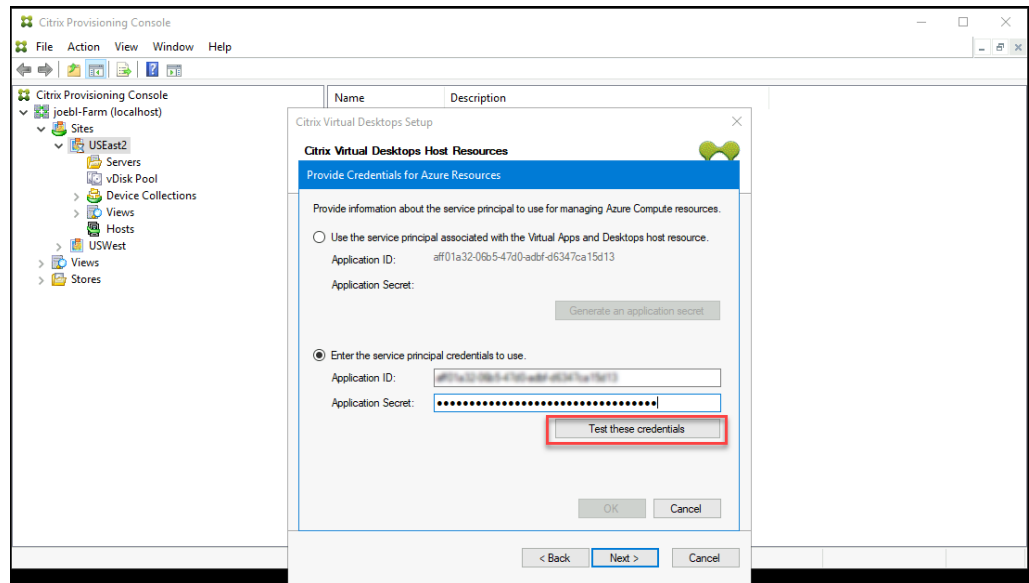 Citrix Provisioning Console
File Action View Window Help
Citrix Provisioning Console
joebl-Farm (localhost)
Sites
USEast2
Servers
vDisk Pool
Device Collections
Views
Hosts
USWest
Views
Stores
Name Description
Citrix Virtual Desktops Setup
Citrix Virtual Desktops Host Resources
Provide Credentials for Azure Resources
Provide information about the service principal to use for managing Azure Compute resources.
Use the service principal associated with the Virtual Apps and Desktops host resource.
Application ID: aff01a32-06b5-47d0-adbf-d6347ca15d13
Application Secret:
Generate an application secret
Enter the service principal credentials to use.
Application ID:
Application Secret:
Test these credentials
OK Cancel
< Back Next > Cancel